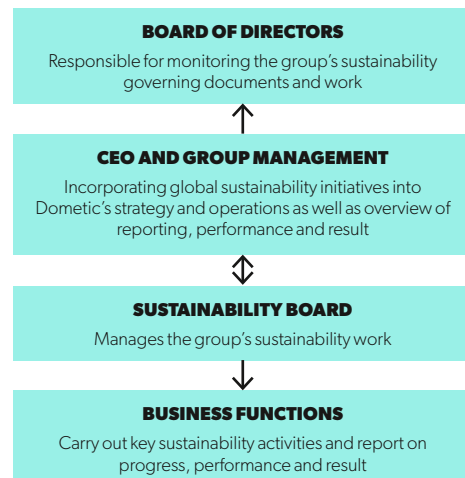 BOARD OF DIRECTORS
Responsible for monitoring the group's sustainability
governing documents and work
CEO AND GROUP MANAGEMENT
Incorporating global sustainability initiatives into
Dometic's strategy and operations as well as overview of
reporting, performance and result
SUSTAINABILITY BOARD
Manages the group's sustainability work
BUSINESS FUNCTIONS
Carry out key sustainability activities and report on
progress, performance and result